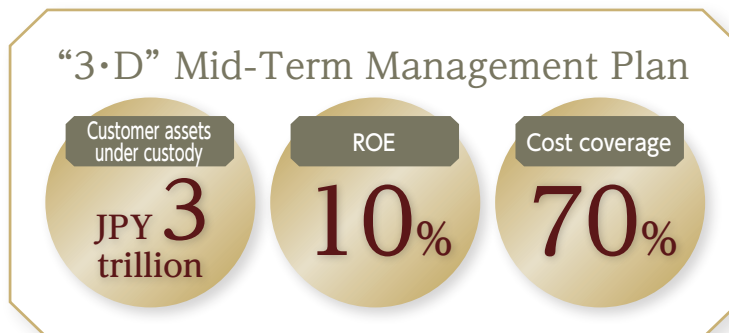 “3・D” Mid-Term Management Plan
Customer assets
under custody
JPY 3
trillion
ROE
10%
Cost coverage
70%